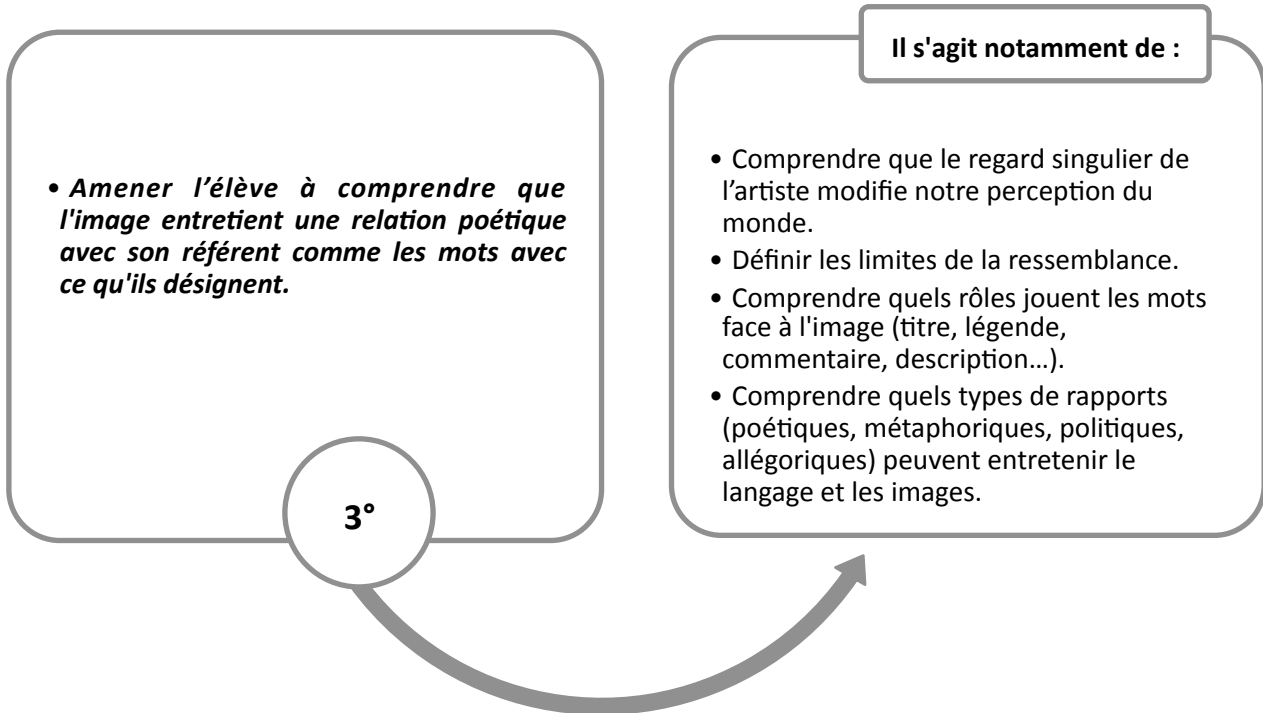 • Amener l’élève à comprendre que
l'image entretient une relation poétique
avec son référent comme les mots avec
ce qu'ils désignent.
3°
Il s'agit notamment de :
• Comprendre que le regard singulier de
l’artiste modifie notre perception du
monde.
• Définir les limites de la ressemblance.
• Comprendre quels rôles jouent les mots
face à l'image (titre, légende,
commentaire, description…).
• Comprendre quels types de rapports
(poétiques, métaphoriques, politiques,
allégoriques) peuvent entretenir le
langage et les images.